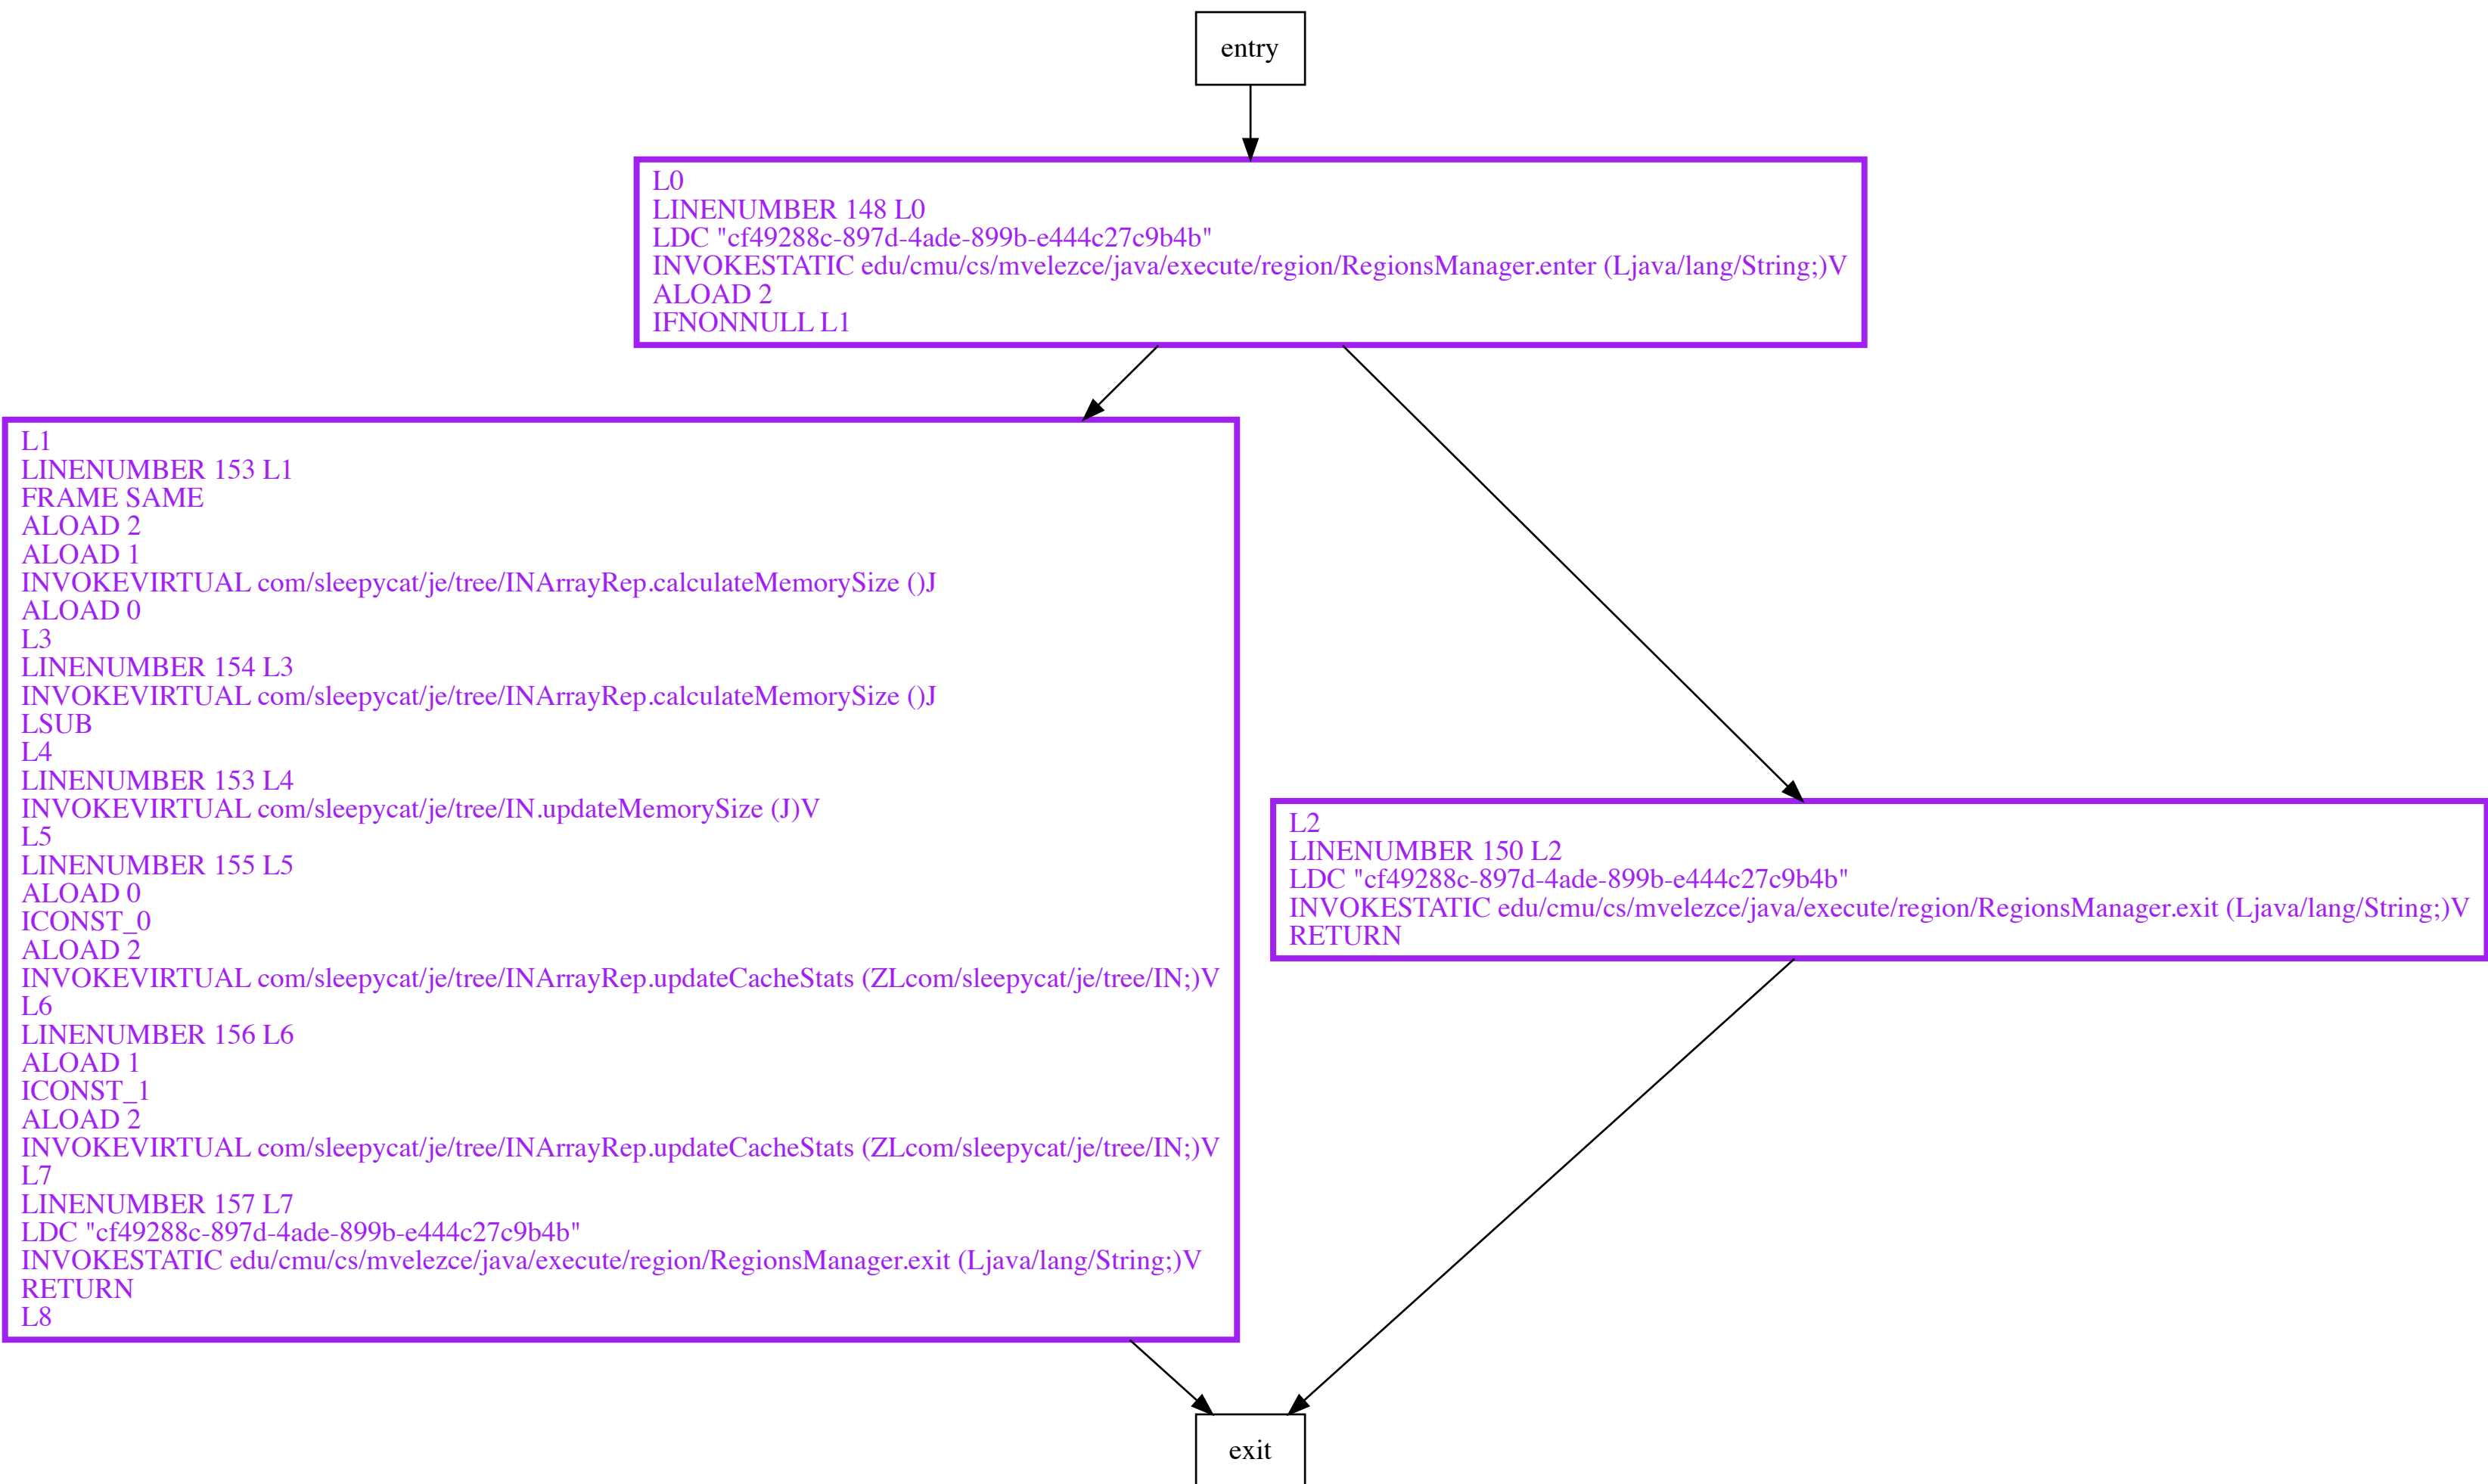 entry
L0
LINENUMBER 148 L0
LDC "cf49288c-897d-4ade-899b-e444c27c9b4b"
INVOKESTATIC edu/cmu/cs/mvelezce/java/execute/region/RegionsManager.enter (Ljava/lang/String;)V
ALOAD 2
IFNONNULL L1
L1
LINENUMBER 153 L1
FRAME SAME
ALOAD 2
ALOAD 1
INVOKEVIRTUAL com/sleepycat/je/tree/INArrayRep.calculateMemorySize ()J
ALOAD 0
L3
LINENUMBER 154 L3
INVOKEVIRTUAL com/sleepycat/je/tree/INArrayRep.calculateMemorySize ()J
LSUB
L4
LINENUMBER 153 L4
INVOKEVIRTUAL com/sleepycat/je/tree/IN.updateMemorySize (J)V
L5
LINENUMBER 155 L5
ALOAD 0
ICONST_0
ALOAD 2
INVOKEVIRTUAL com/sleepycat/je/tree/INArrayRep.updateCacheStats (ZLcom/sleepycat/je/tree/IN;)V
L6
LINENUMBER 156 L6
ALOAD 1
ICONST_1
ALOAD 2
INVOKEVIRTUAL com/sleepycat/je/tree/INArrayRep.updateCacheStats (ZLcom/sleepycat/je/tree/IN;)V
L7
LINENUMBER 157 L7
LDC "cf49288c-897d-4ade-899b-e444c27c9b4b"
INVOKESTATIC edu/cmu/cs/mvelezce/java/execute/region/RegionsManager.exit (Ljava/lang/String;)V
RETURN
L8
L2
LINENUMBER 150 L2
LDC "cf49288c-897d-4ade-899b-e444c27c9b4b"
INVOKESTATIC edu/cmu/cs/mvelezce/java/execute/region/RegionsManager.exit (Ljava/lang/String;)V
RETURN
exit